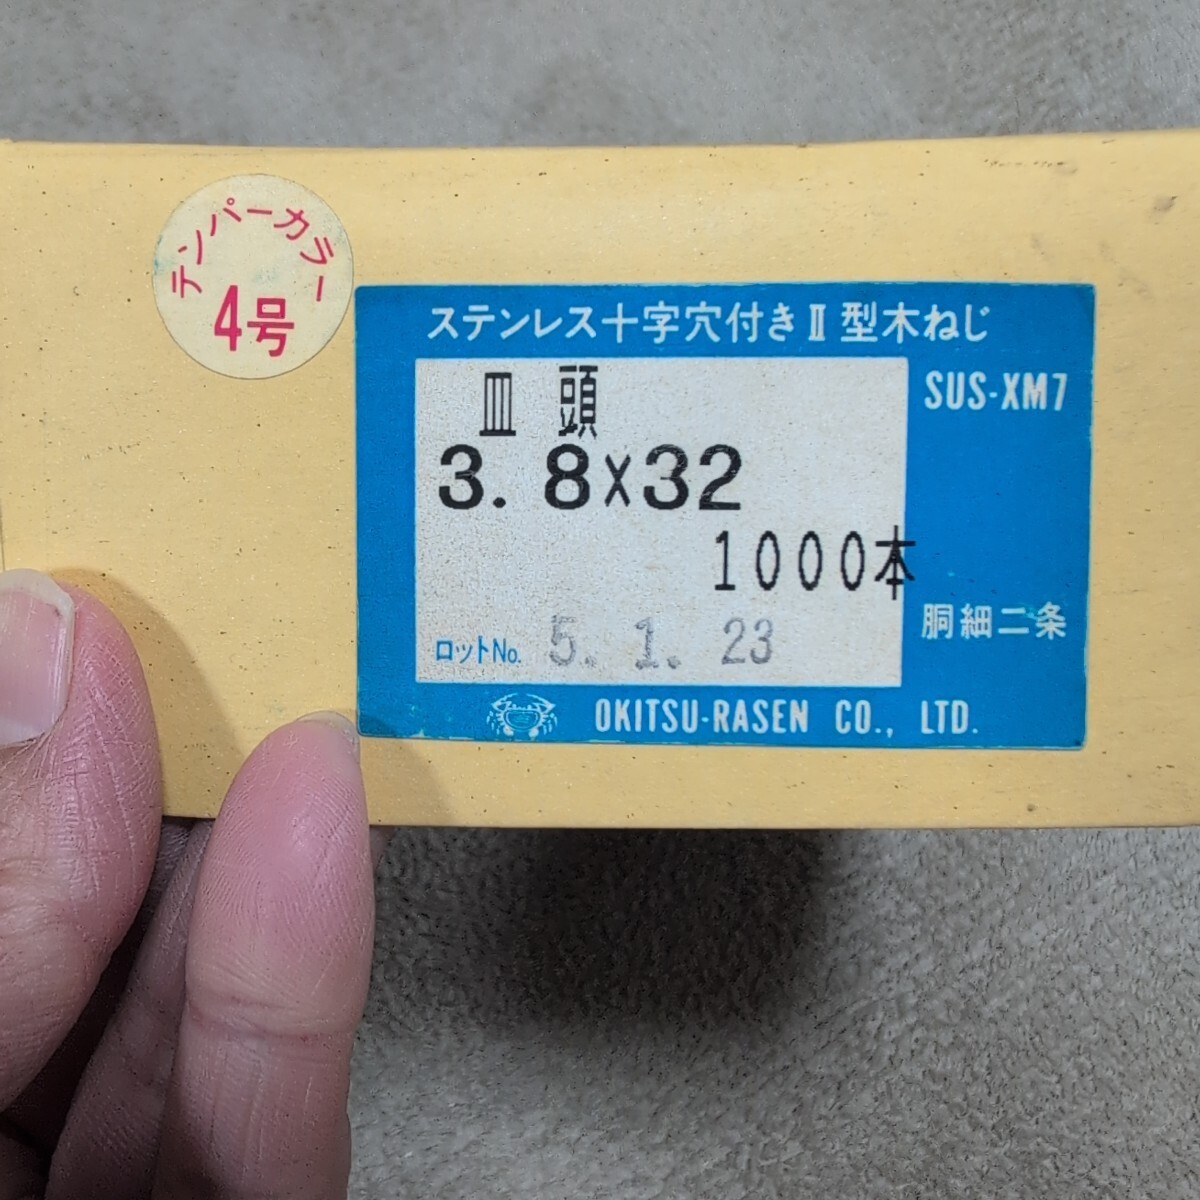 テンパーカラー
4号
ステンレス十字穴付きⅡ型木ねじ
皿 頭
SUS-XM7
3.8×32
1000本
胴細二条
ロットNo. 5. 1. 23
OKITSU-RASEN CO., LTD.